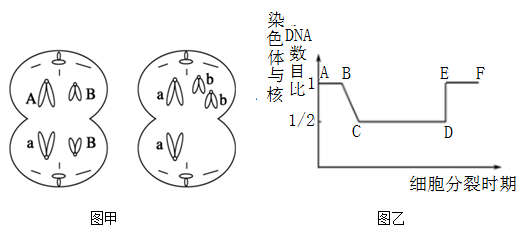 A B
a B
a b b
a
染色体与核
DNA
数目比
1
1/2
A B E F
C D
细胞分裂时期
图甲
图乙